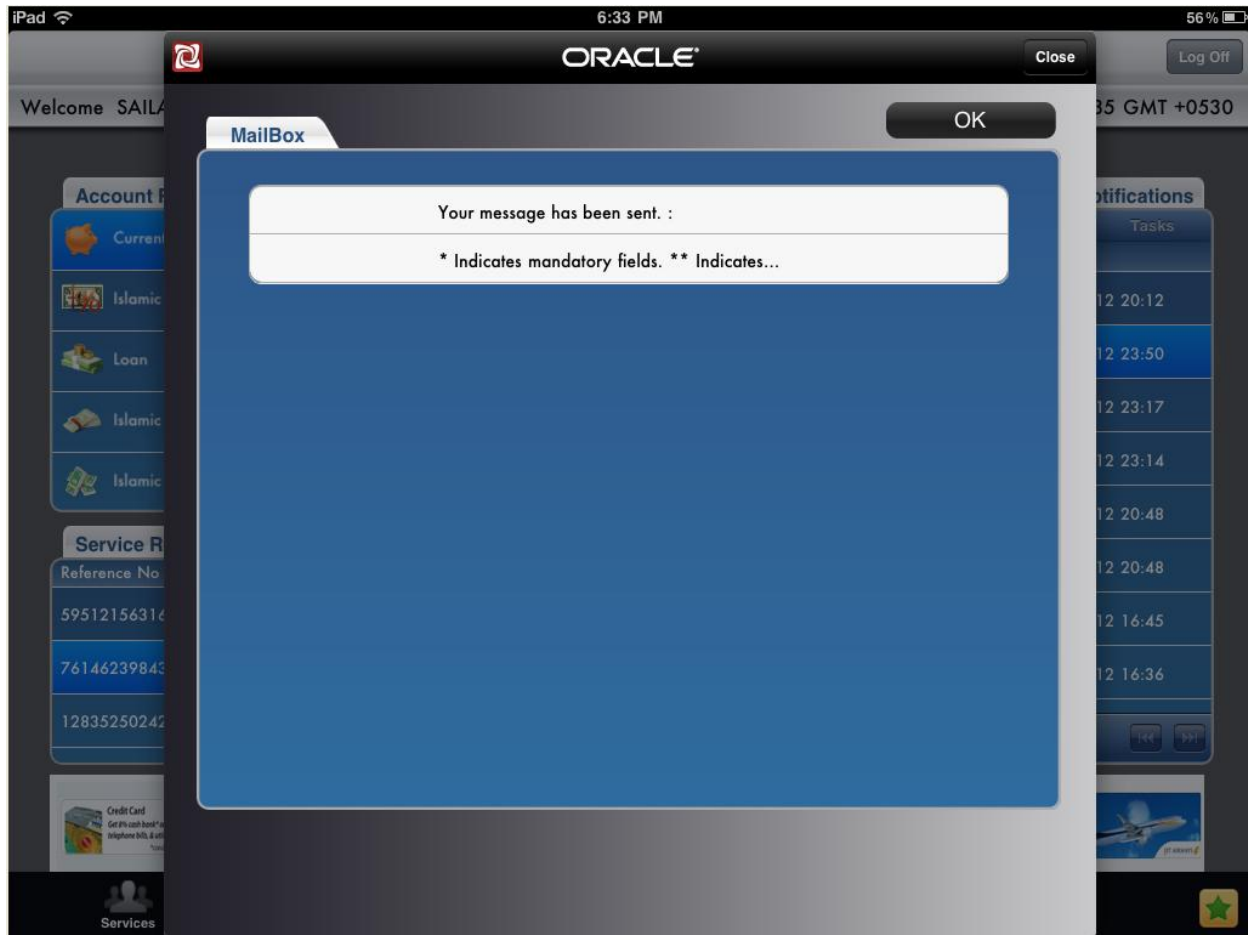 iPad 6:33 PM 56%
ORACLE
Close
Log Off
Welcome
35 GMT +0530
MailBox
OK
Your message has been sent. :
* Indicates mandatory fields. ** Indicates...
Account
Current
Islamic
Loan
Islamic
Islamic
Service R
Reference No
59512156316
76146239843
12835250242
otifications
Tasks
12 20:12
12 23:50
12 23:17
12 23:14
12 20:48
12 20:48
12 16:45
12 16:36
Credit Card
Services